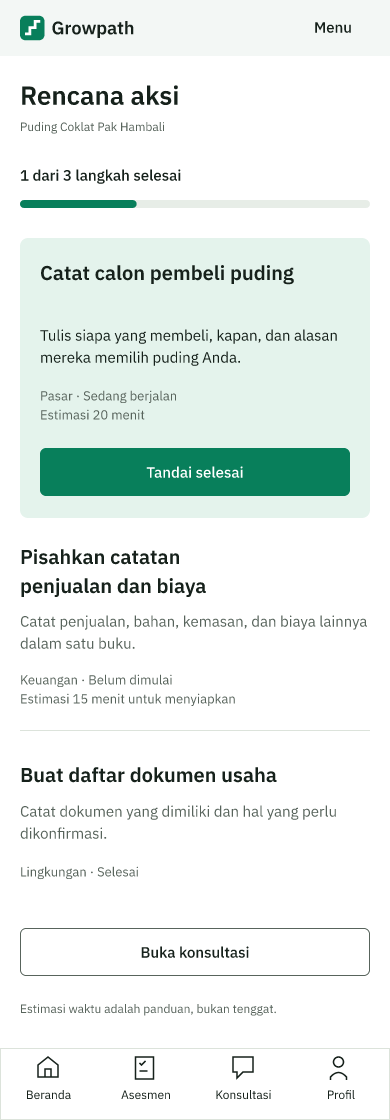 Growpath
Menu
Rencana aksi
Puding Coklat Pak Hambali
1 dari 3 langkah selesai
Catat calon pembeli puding
Tulis siapa yang membeli, kapan, dan alasan
mereka memilih puding Anda.
Pasar · Sedang berjalan
Estimasi 20 menit
Tandai selesai
Pisahkan catatan
penjualan dan biaya
Catat penjualan, bahan, kemasan, dan biaya lainnya
dalam satu buku.
Keuangan · Belum dimulai
Estimasi 15 menit untuk menyiapkan
Buat daftar dokumen usaha
Catat dokumen yang dimiliki dan hal yang perlu
dikonfirmasi.
Lingkungan · Selesai
Buka konsultasi
Estimasi waktu adalah panduan, bukan tenggat.
Beranda
Asesmen
Konsultasi
Profil